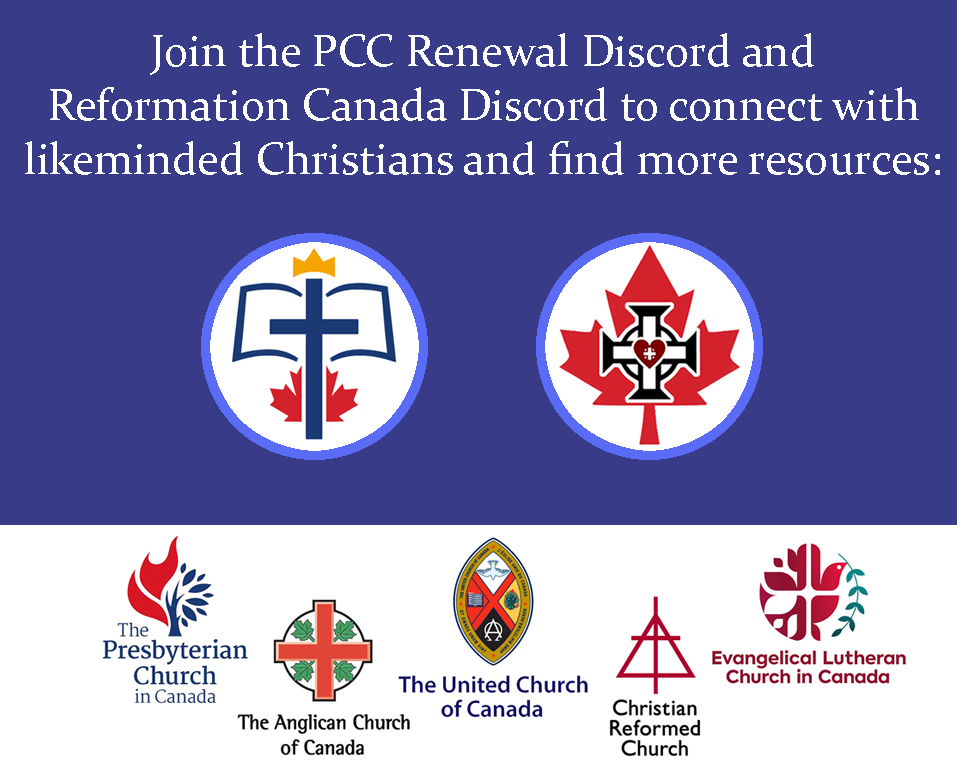 Join the PCC Renewal Discord and
Reformation Canada Discord to connect with
likeminded Christians and find more resources:
The
Presbyterian
Church
in Canada
The Anglican Church
of Canada
The United Church
of Canada
Christian
Reformed
Church
Evangelical Lutheran
Church in Canada